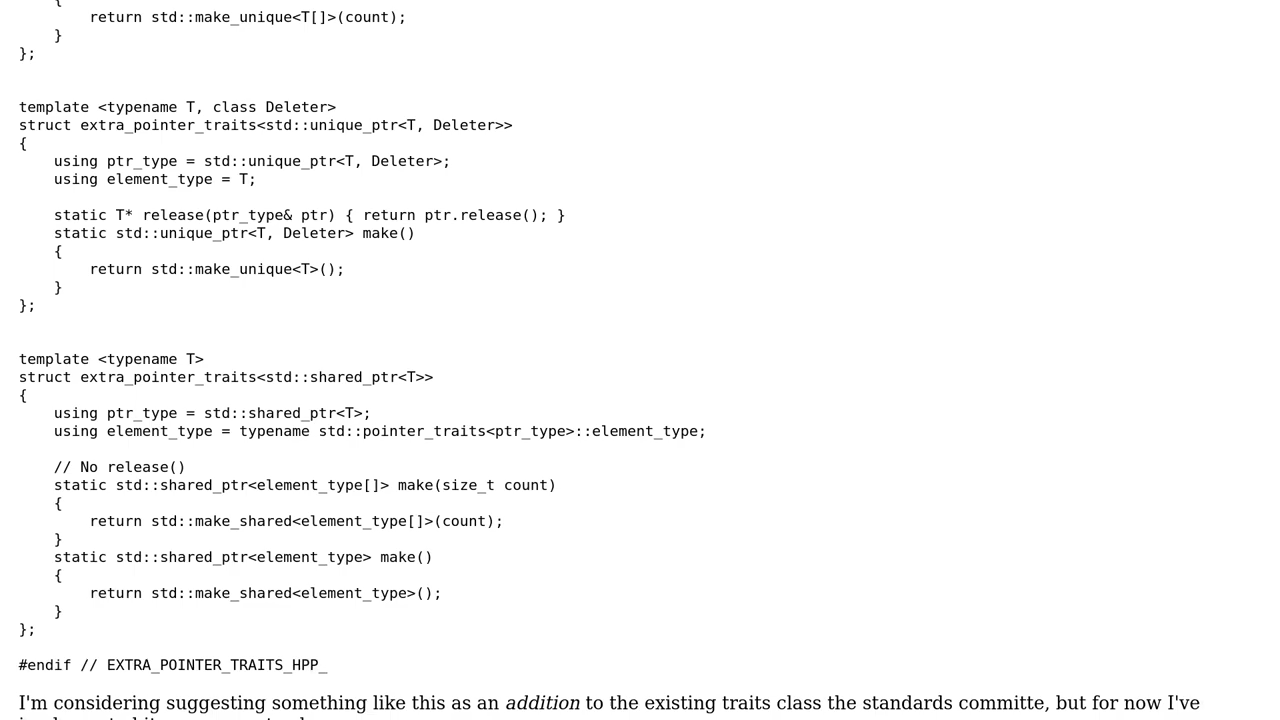 {
        return std::make_unique<T[]>(count);
    }
};
template <typename T, class Deleter>
struct extra_pointer_traits<std::unique_ptr<T, Deleter>>
{
    using ptr_type = std::unique_ptr<T, Deleter>;
    using element_type = T;
    static T* release(ptr_type& ptr) { return ptr.release(); }
    static std::unique_ptr<T, Deleter> make()
    {
        return std::make_unique<T>();
    }
};
template <typename T>
struct extra_pointer_traits<std::shared_ptr<T>>
{
    using ptr_type = std::shared_ptr<T>;
    using element_type = typename std::pointer_traits<ptr_type>::element_type;
    // No release()
    static std::shared_ptr<element_type[]> make(size_t count)
    {
        return std::make_shared<element_type[]>(count);
    }
    static std::shared_ptr<element_type> make()
    {
        return std::make_shared<element_type>();
    }
};
#endif // EXTRA_POINTER_TRAITS_HPP_
I'm considering suggesting something like this as an addition to the existing traits class the standards committe, but for now I've